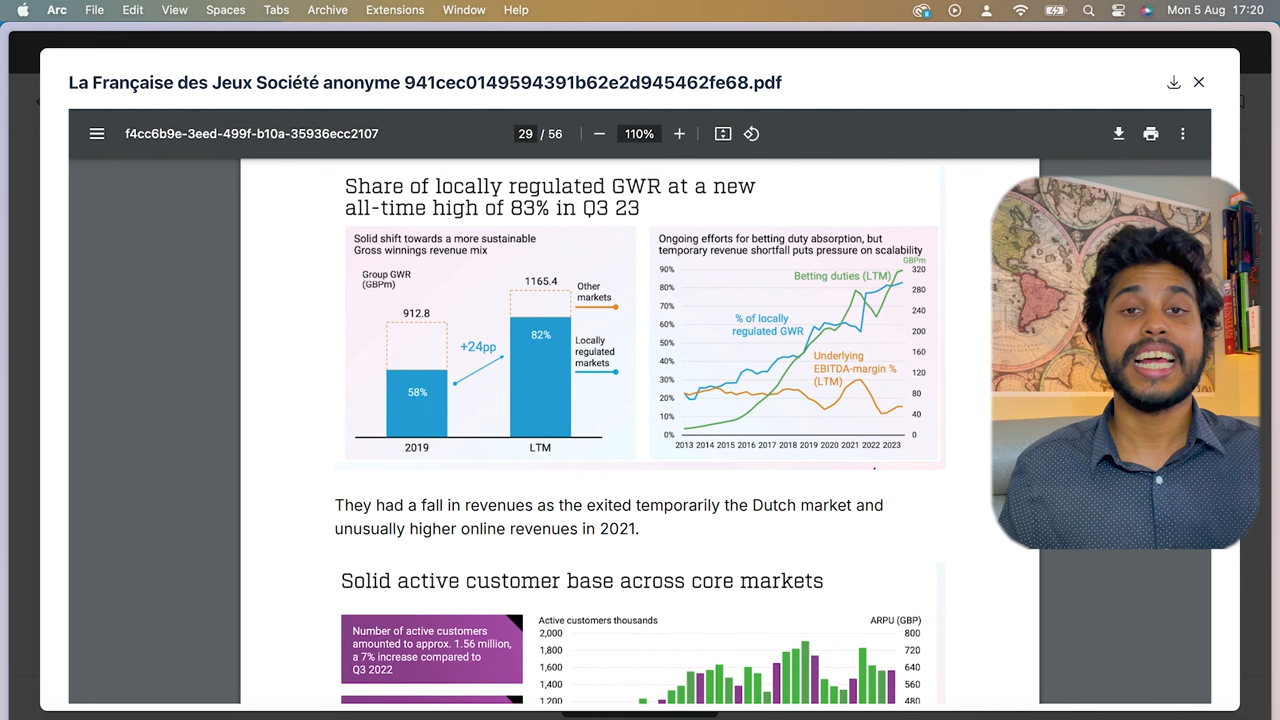 Arc File Edit View Spaces Tabs Archive Extensions Window Help Mon 5 Aug 17:20
La Française des Jeux Société anonyme 941cec0149594391b62e2d945462fe68.pdf
f4cc6b9e-3eed-499f-b10a-35936ecc2107 29 / 56 110%
Share of locally regulated GWR at a new
all-time high of 83% in Q3 23
Solid shift towards a more sustainable
Gross winnings revenue mix
Group GWR
(GBPm)
912.8
58%
2019
+24pp
1165.4
82%
LTM
Other
markets
Locally
regulated
markets
Ongoing efforts for betting duty absorption, but
temporary revenue shortfall puts pressure on scalability
GBPm
90%
80%
70%
60%
50%
40%
30%
20%
10%
0%
Betting duties (LTM)
% of locally
regulated GWR
Underlying
EBITDA-margin %
(LTM)
320
280
240
200
160
120
80
40
0
2013 2014 2015 2016 2017 2018 2019 2020 2021 2022 2023
They had a fall in revenues as the exited temporarily the Dutch market and
unusually higher online revenues in 2021.
Solid active customer base across core markets
Number of active customers
amounted to approx. 1.56 million,
a 7% increase compared to
Q3 2022
Active customers thousands
ARPU (GBP)
2,000
1,800
1,600
1,400
1,200
800
720
640
560
480